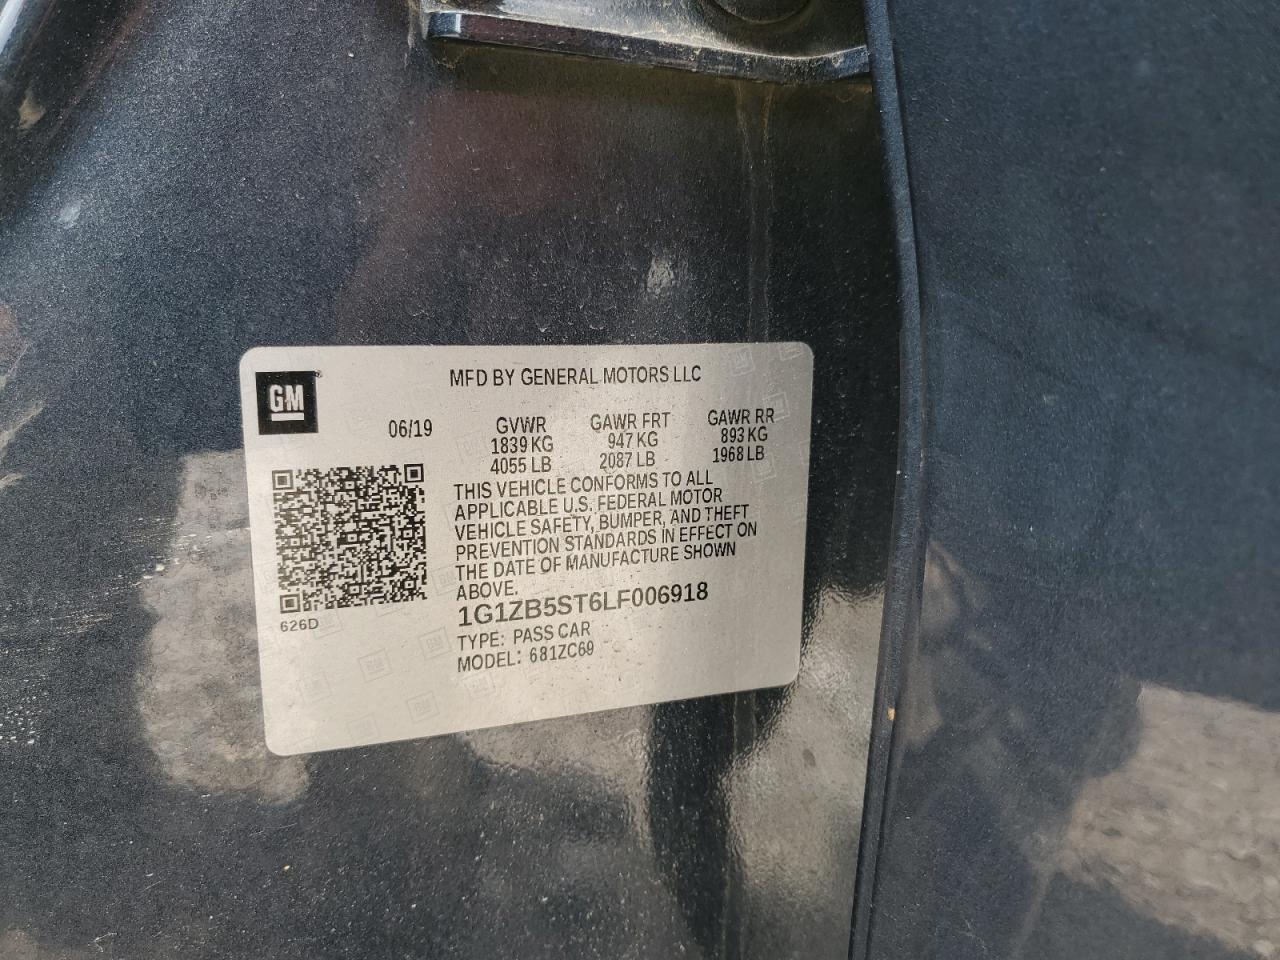 MFD BY GENERAL MOTORS LLC
GM
06/19 GVWR GAWR FRT GAWR RR
1839 KG 947 KG 893 KG
4055 LB 2087 LB 1968 LB
THIS VEHICLE CONFORMS TO ALL
APPLICABLE U.S. FEDERAL MOTOR
VEHICLE SAFETY, BUMPER, AND THEFT
PREVENTION STANDARDS IN EFFECT ON
THE DATE OF MANUFACTURE SHOWN
ABOVE.
626D
1G1ZB5ST6LF006918
TYPE: PASS CAR
MODEL: 681ZC69